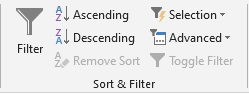 Ascending
Selection
Filter
Descending
Advanced
Remove Sort
Toggle Filter
Sort & Filter